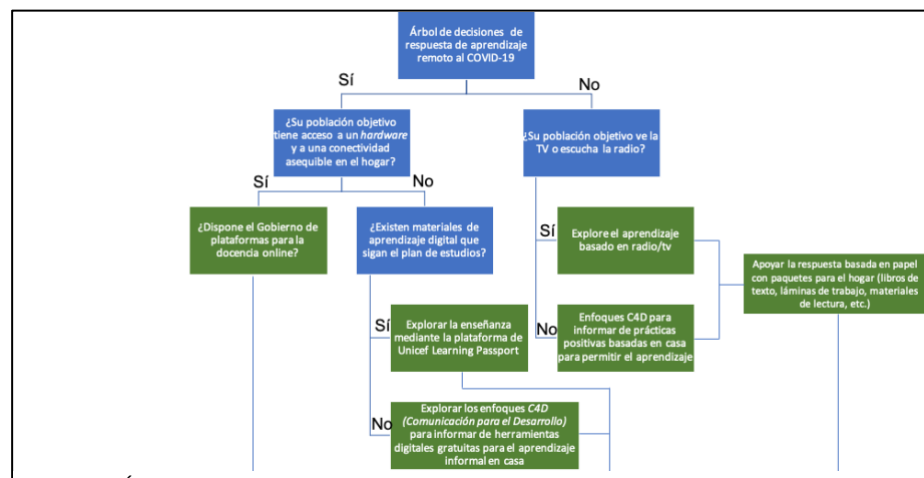 Árbol de decisiones de
respuesta de aprendizaje
remoto al COVID-19
Sí
No
¿Su población objetivo
tiene acceso a un hardware
y a una conectividad
asequible en el hogar?
¿Su población objetivo ve la
TV o escucha la radio?
Sí
No
¿Dispone el Gobierno de
plataformas para la
docencia online?
¿Existen materiales de
aprendizaje digital que
sigan el plan de estudios?
Sí
Explore el aprendizaje
basado en radio/tv
Apoyar la respuesta basada en papel
con paquetes para el hogar (libros de
texto, láminas de trabajo, materiales
de lectura, etc.)
Sí
Explorar la enseñanza
mediante la plataforma de
Unicef Learning Passport
No
Enfoques C4D para
informar de prácticas
positivas basadas en casa
para permitir el aprendizaje
No
Explorar los enfoques C4D
(Comunicación para el Desarrollo)
para informar de herramientas
digitales gratuitas para el aprendizaje
informal en casa